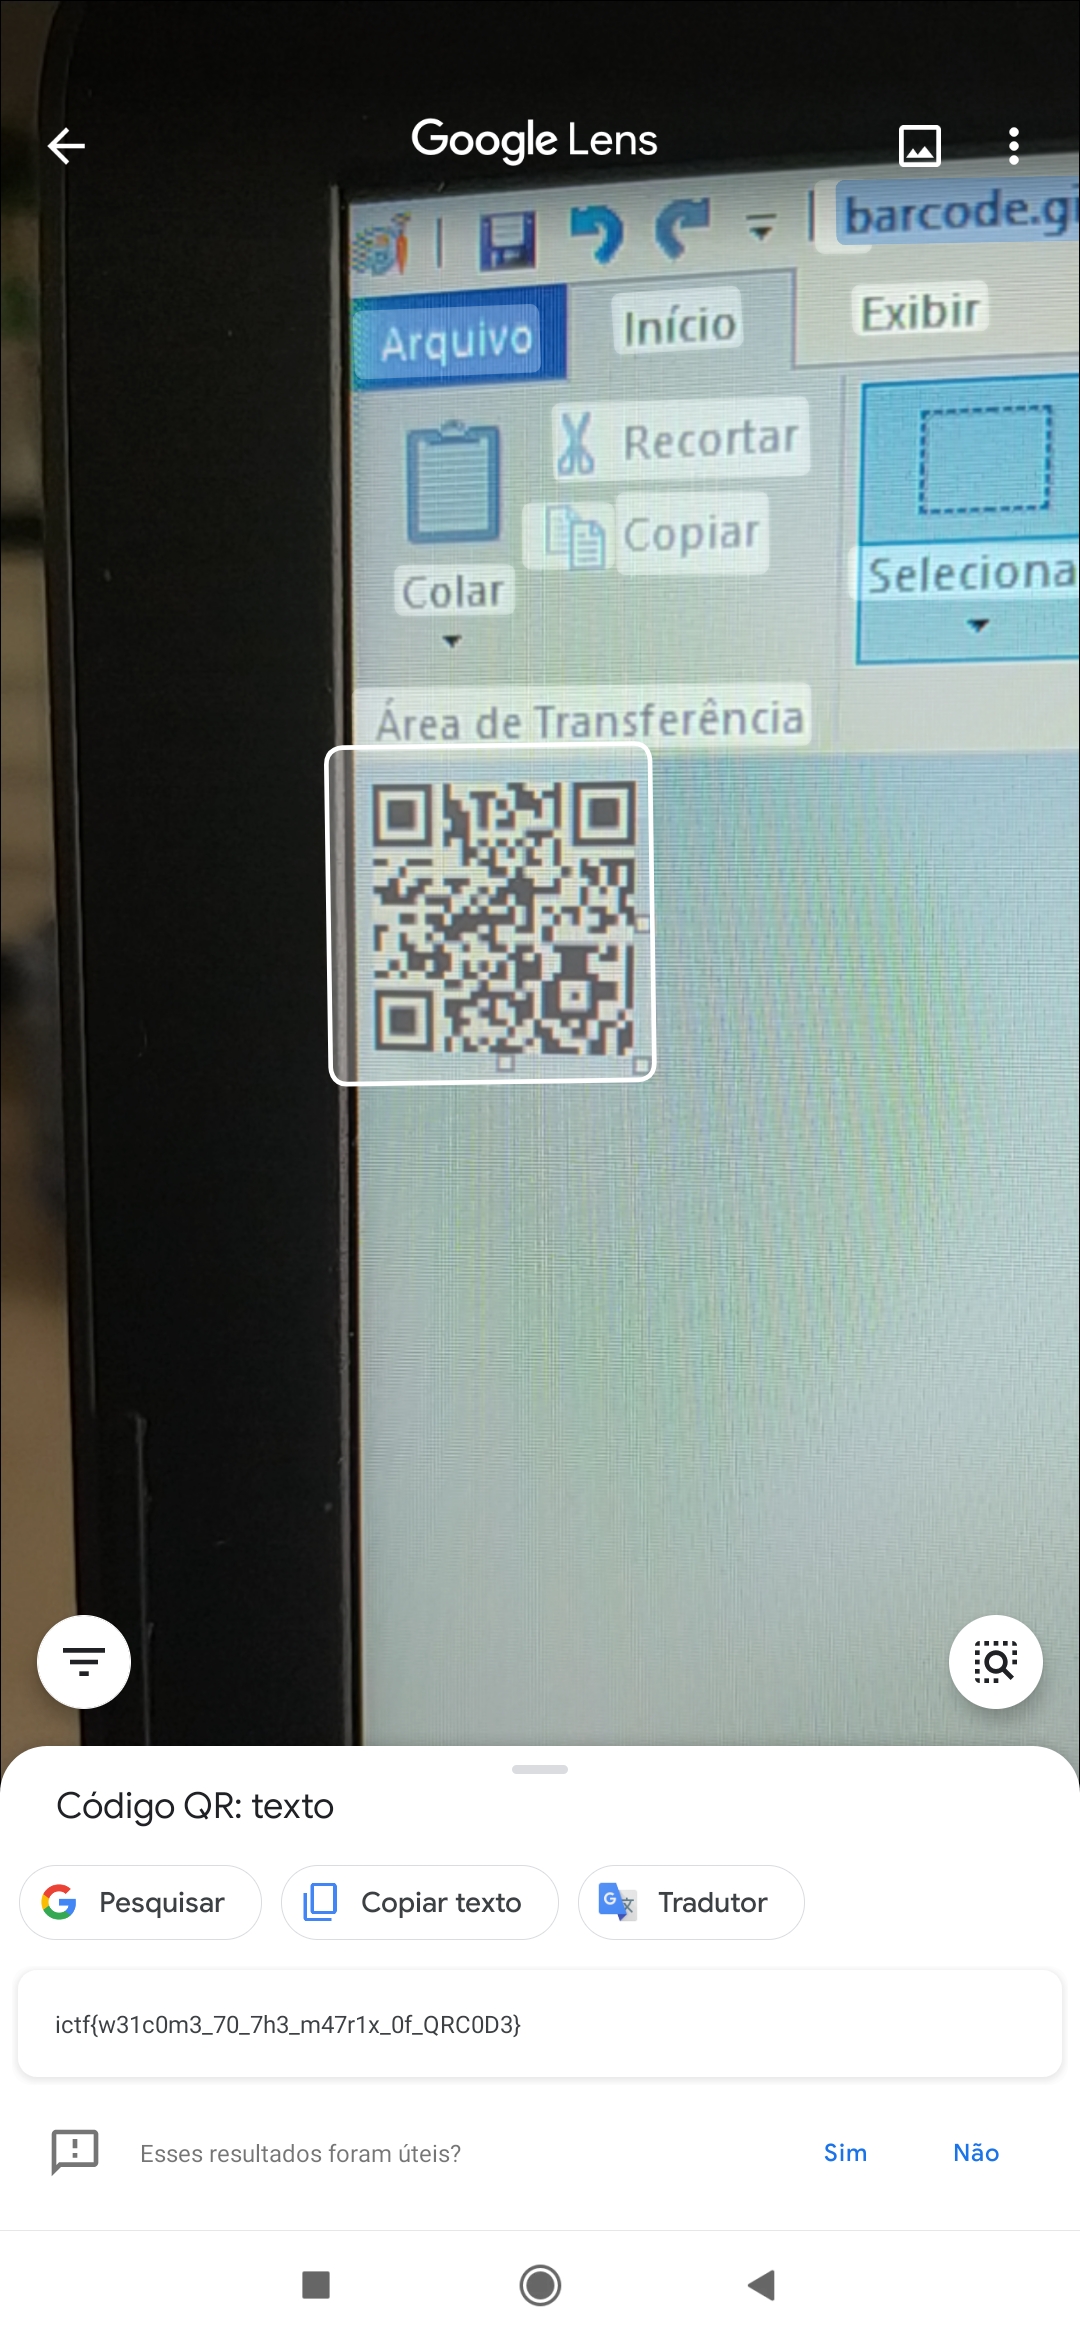 Google Lens
barcode.gi
Arquivo
Início
Exibir
Recortar
Copiar
Colar
Seleciona
Área de Transferência
Código QR: texto
Pesquisar
Copiar texto
Tradutor
ictf{w31c0m3_70_7h3_m47r1x_0f_QRC0D3}
Esses resultados foram úteis?
Sim
Não